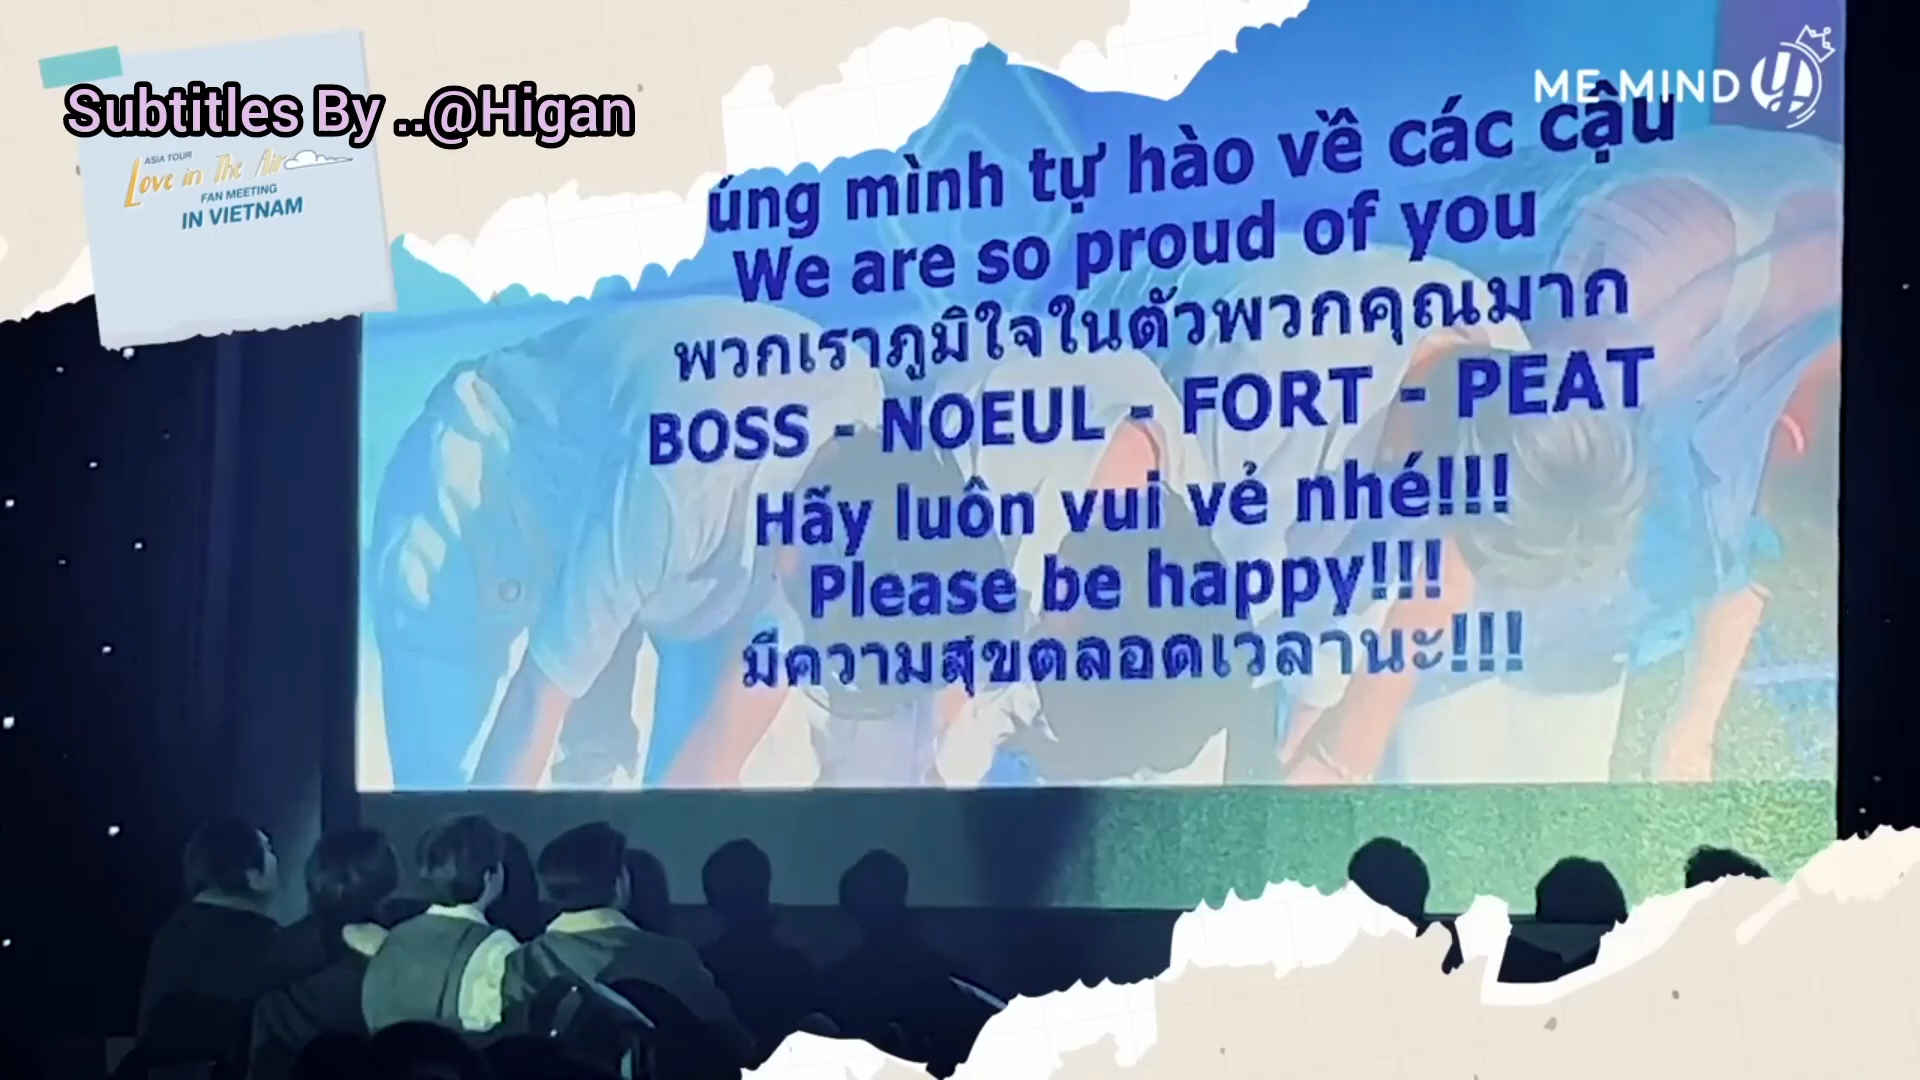 Subtitles By ..@Higan
ASIA TOUR
Love in The Air
FAN MEETING
IN VIETNAM
ME MIND Y
úng mình tự hào về các cậu
We are so proud of you
พวกเราภูมิใจในตัวพวกคุณมาก
BOSS - NOEUL - FORT - PEAT
Hãy luôn vui vẻ nhé!!!
Please be happy!!!
มีความสุขตลอดเวลานะ!!!